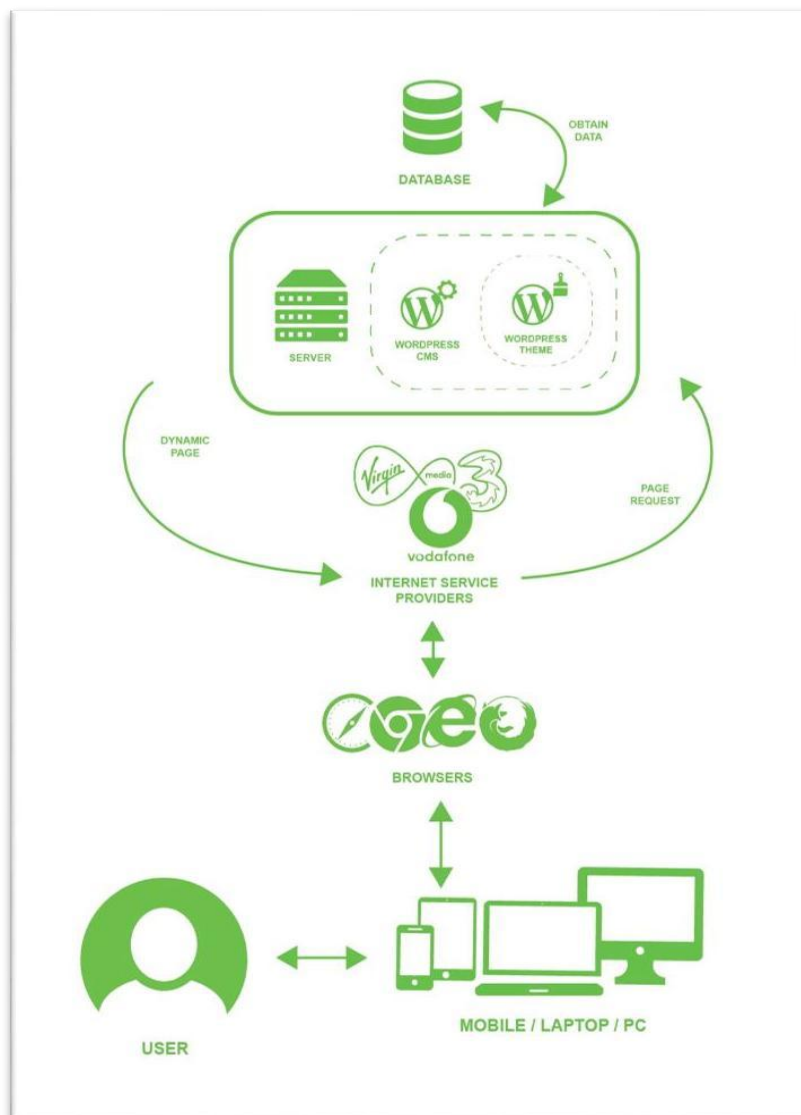 OBTAIN
DATA
DATABASE
SERVER
WORDPRESS
CMS
WORDPRESS
THEME
DYNAMIC
PAGE
Virgin
media
3
vodafone
PAGE
REQUEST
INTERNET SERVICE
PROVIDERS
BROWSERS
USER
MOBILE / LAPTOP / PC